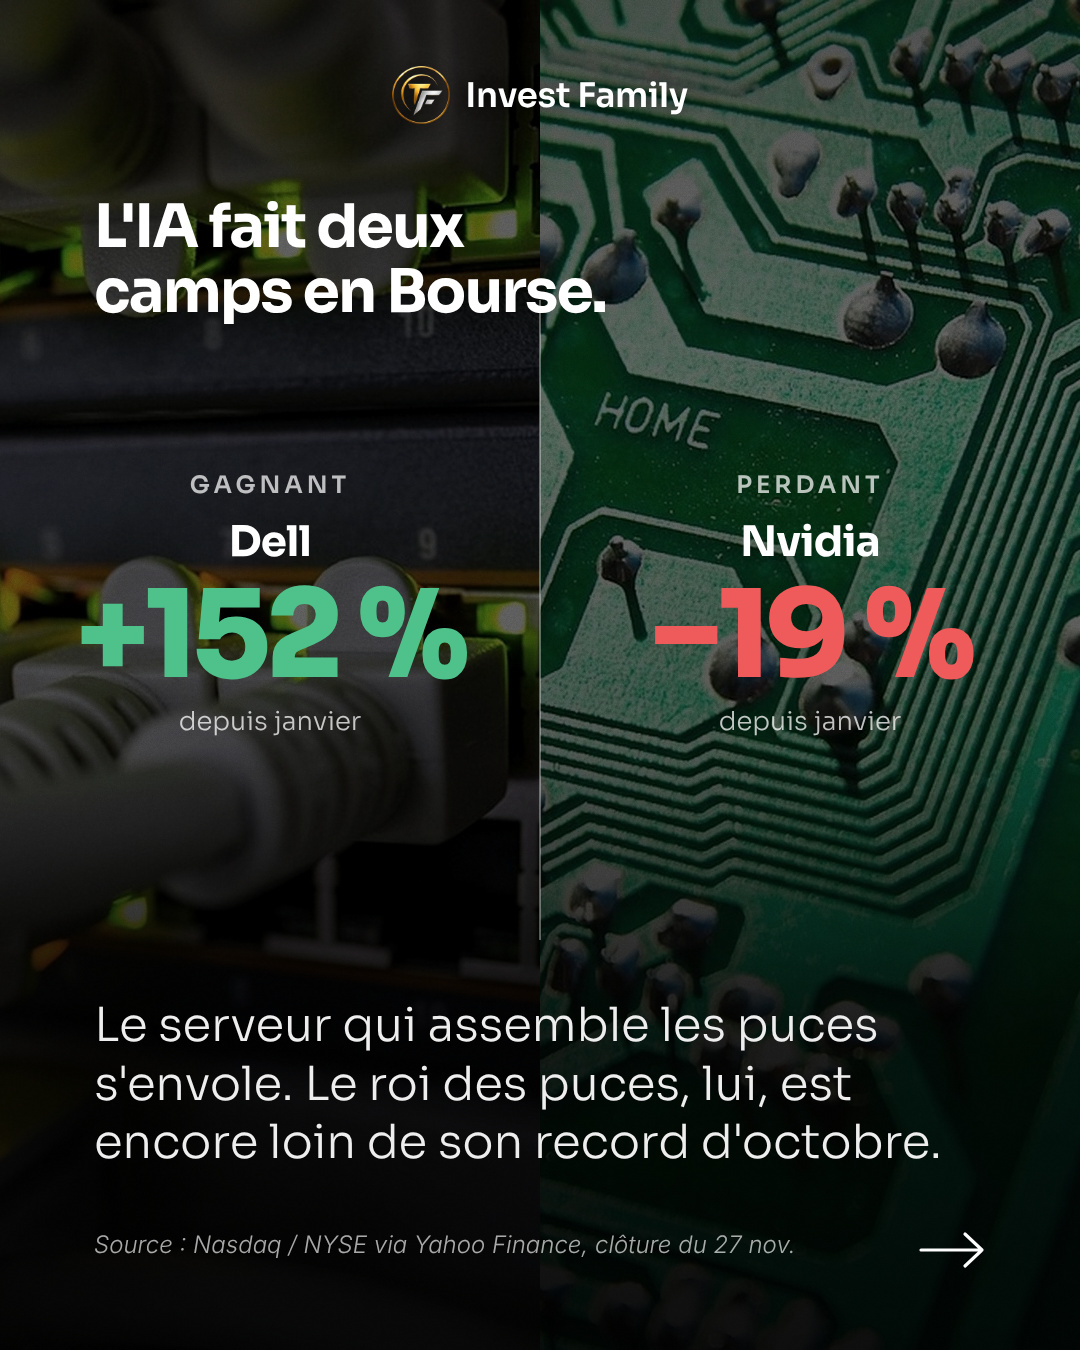 Invest Family
L'IA fait deux
camps en Bourse.
HOME
GAGNANT
Dell
+152 %
depuis janvier
PERDANT
Nvidia
−19 %
depuis janvier
Le serveur qui assemble les puces
s'envole. Le roi des puces, lui, est
encore loin de son record d'octobre.
Source : Nasdaq / NYSE via Yahoo Finance, clôture du 27 nov.